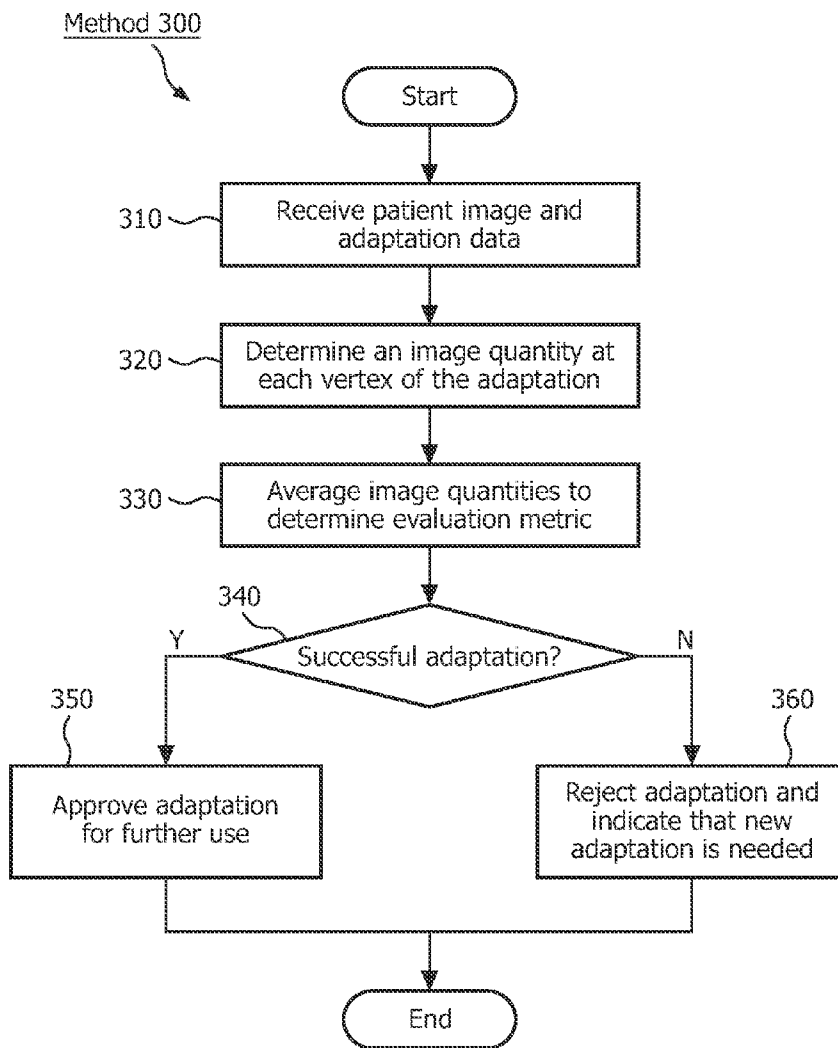 Method 300
Start
310
Receive patient image and
adaptation data
320
Determine an image quantity at
each vertex of the adaptation
330
Average image quantities to
determine evaluation metric
340
Y
Successful adaptation?
N
350
Approve adaptation
for further use
360
Reject adaptation and
indicate that new
adaptation is needed
End